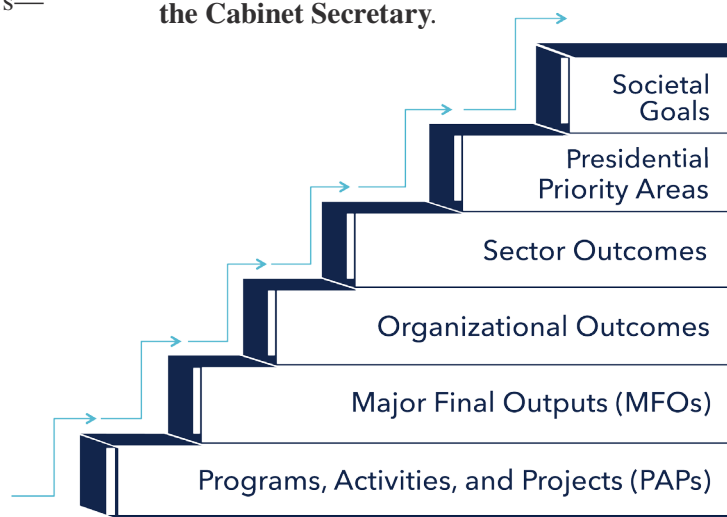 s—
the Cabinet Secretary.
Societal
Goals
Presidential
Priority Areas
Sector Outcomes
Organizational Outcomes
Major Final Outputs (MFOs)
Programs, Activities, and Projects (PAPs)